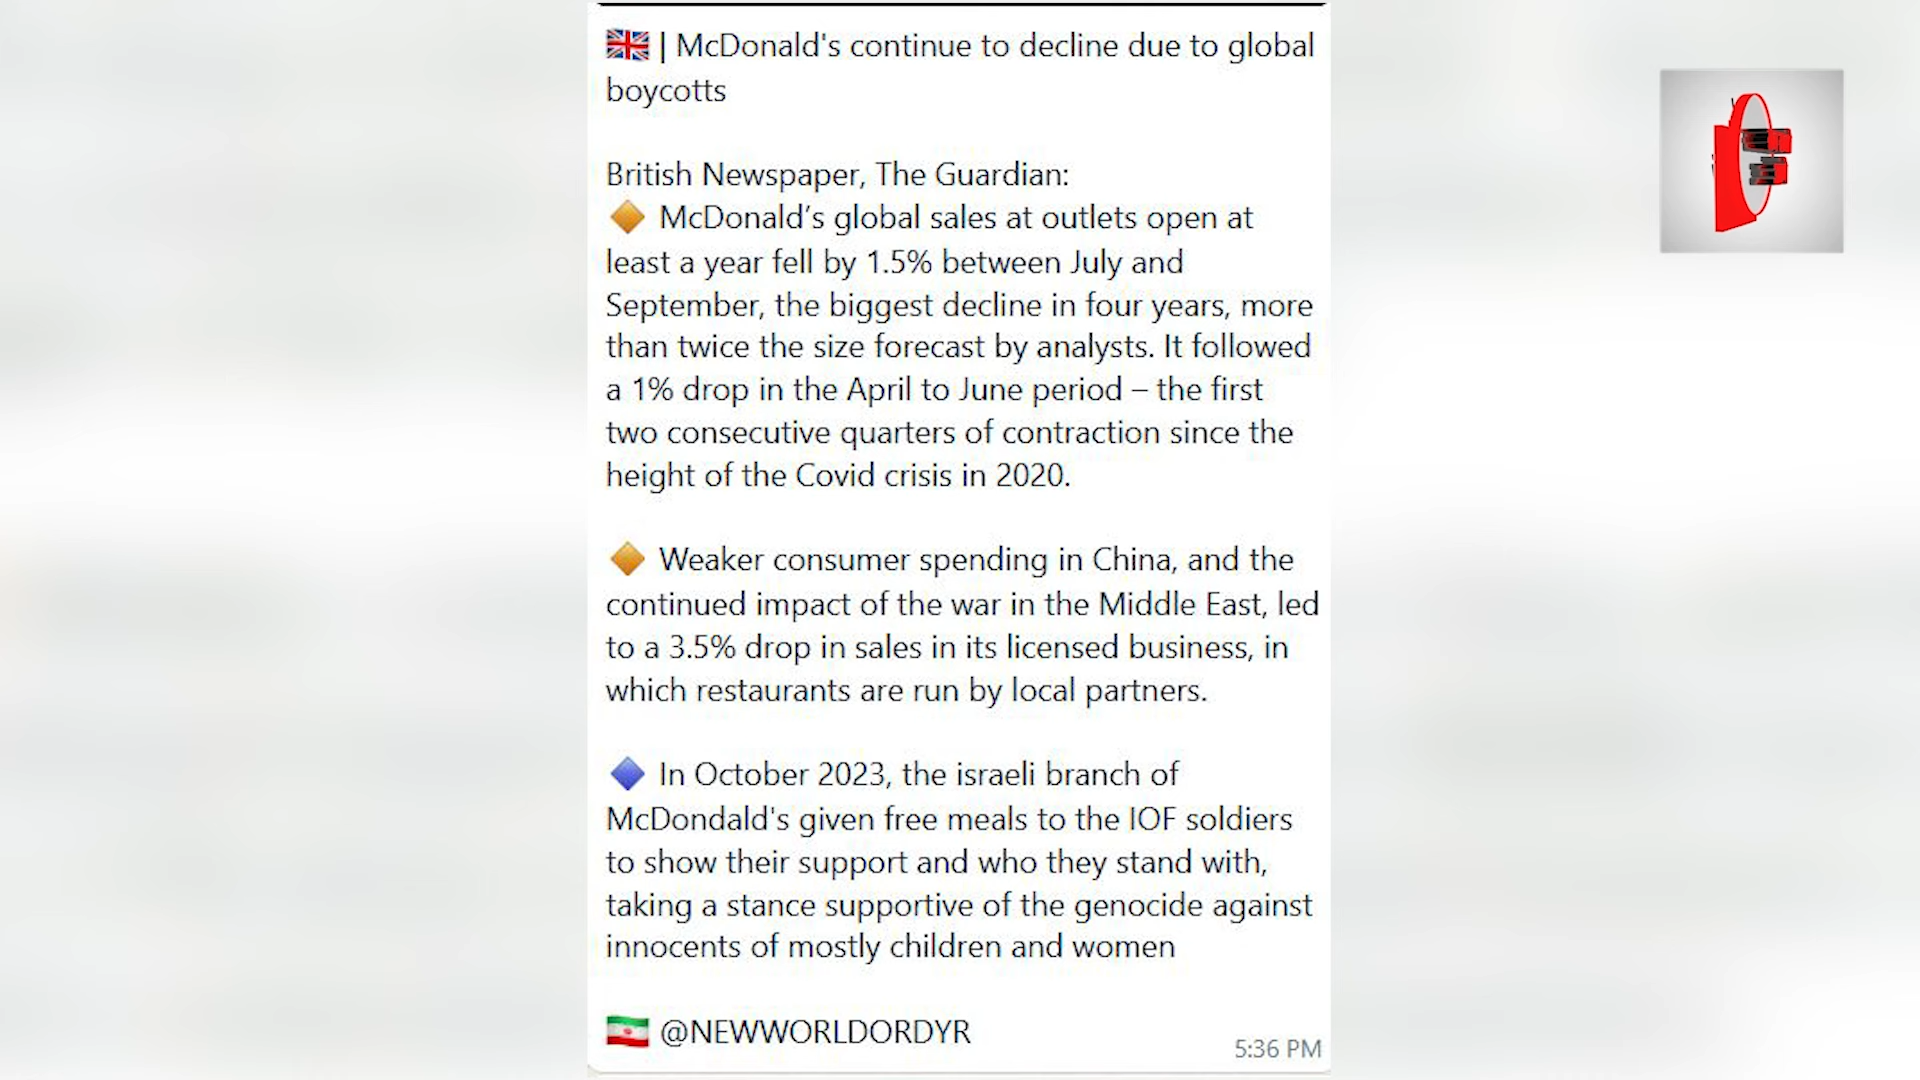 🇬🇧 | McDonald's continue to decline due to global
boycotts
British Newspaper, The Guardian:
🔶 McDonald’s global sales at outlets open at
least a year fell by 1.5% between July and
September, the biggest decline in four years, more
than twice the size forecast by analysts. It followed
a 1% drop in the April to June period – the first
two consecutive quarters of contraction since the
height of the Covid crisis in 2020.
🔶 Weaker consumer spending in China, and the
continued impact of the war in the Middle East, led
to a 3.5% drop in sales in its licensed business, in
which restaurants are run by local partners.
🔷 In October 2023, the israeli branch of
McDondald's given free meals to the IOF soldiers
to show their support and who they stand with,
taking a stance supportive of the genocide against
innocents of mostly children and women
🇮🇷 @NEWWORLDORDYR
5:36 PM